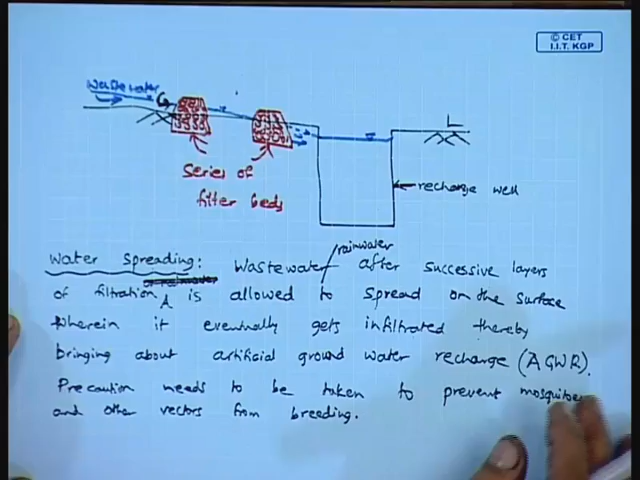 © CET
I.I.T. KGP
Wastewater
Series of
filter beds
recharge well
Water Spreading: Wastewater / rainwater after successive layers
of filtration is allowed to spread on the surface
wherein it eventually gets infiltrated thereby
bringing about artificial ground water recharge (AGWR).
Precaution needs to be taken to prevent mosquitoes
and other vectors from breeding.